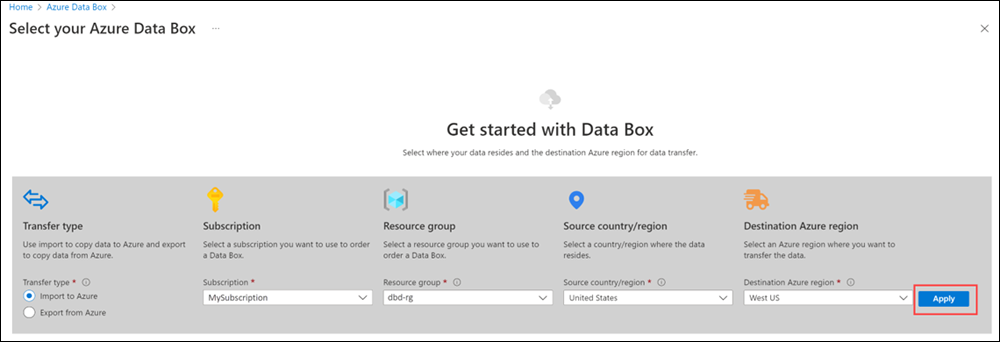 Home > Azure Data Box >
Select your Azure Data Box ...
Get started with Data Box
Select where your data resides and the destination Azure region for data transfer.
Transfer type
Use import to copy data to Azure and export
to copy data from Azure.
Transfer type *
Import to Azure
Export from Azure
Subscription
Select a subscription you want to use to order
a Data Box.
Subscription *
MySubscription
Resource group
Select a resource group you want to use to
order a Data Box.
Resource group *
dbd-rg
Source country/region
Select a country/region where the data
resides.
Source country/region *
United States
Destination Azure region
Select an Azure region where you want to
transfer the data.
Destination Azure region *
West US
Apply